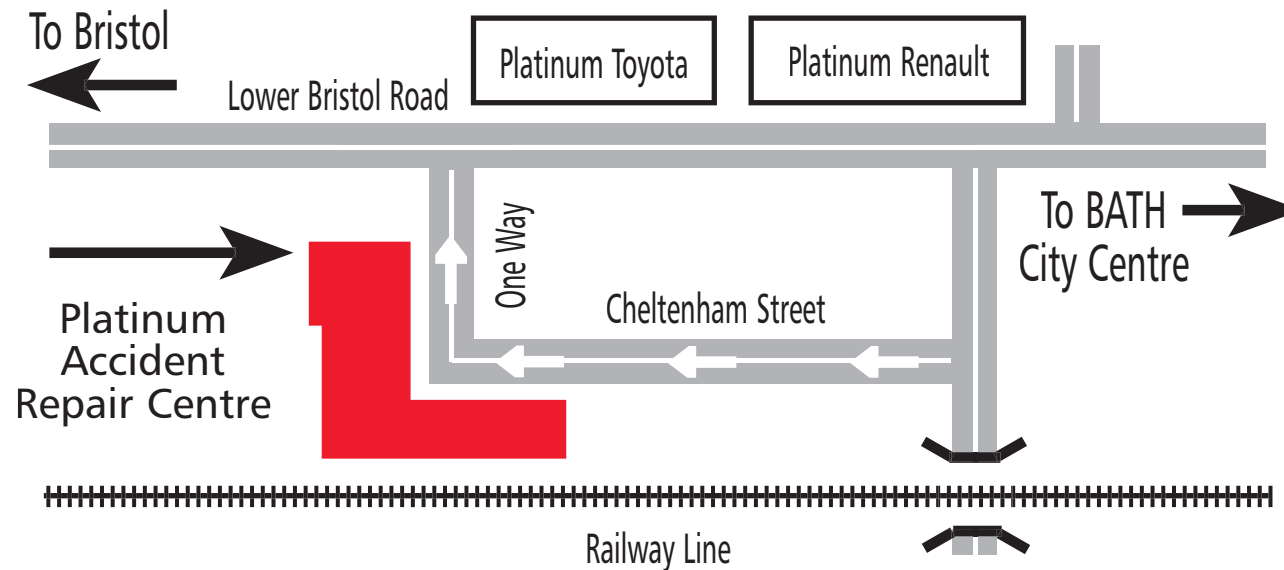 To Bristol
Platinum Toyota
Platinum Renault
Lower Bristol Road
To BATH
City Centre
One Way
Cheltenham Street
Platinum
Accident
Repair Centre
Railway Line